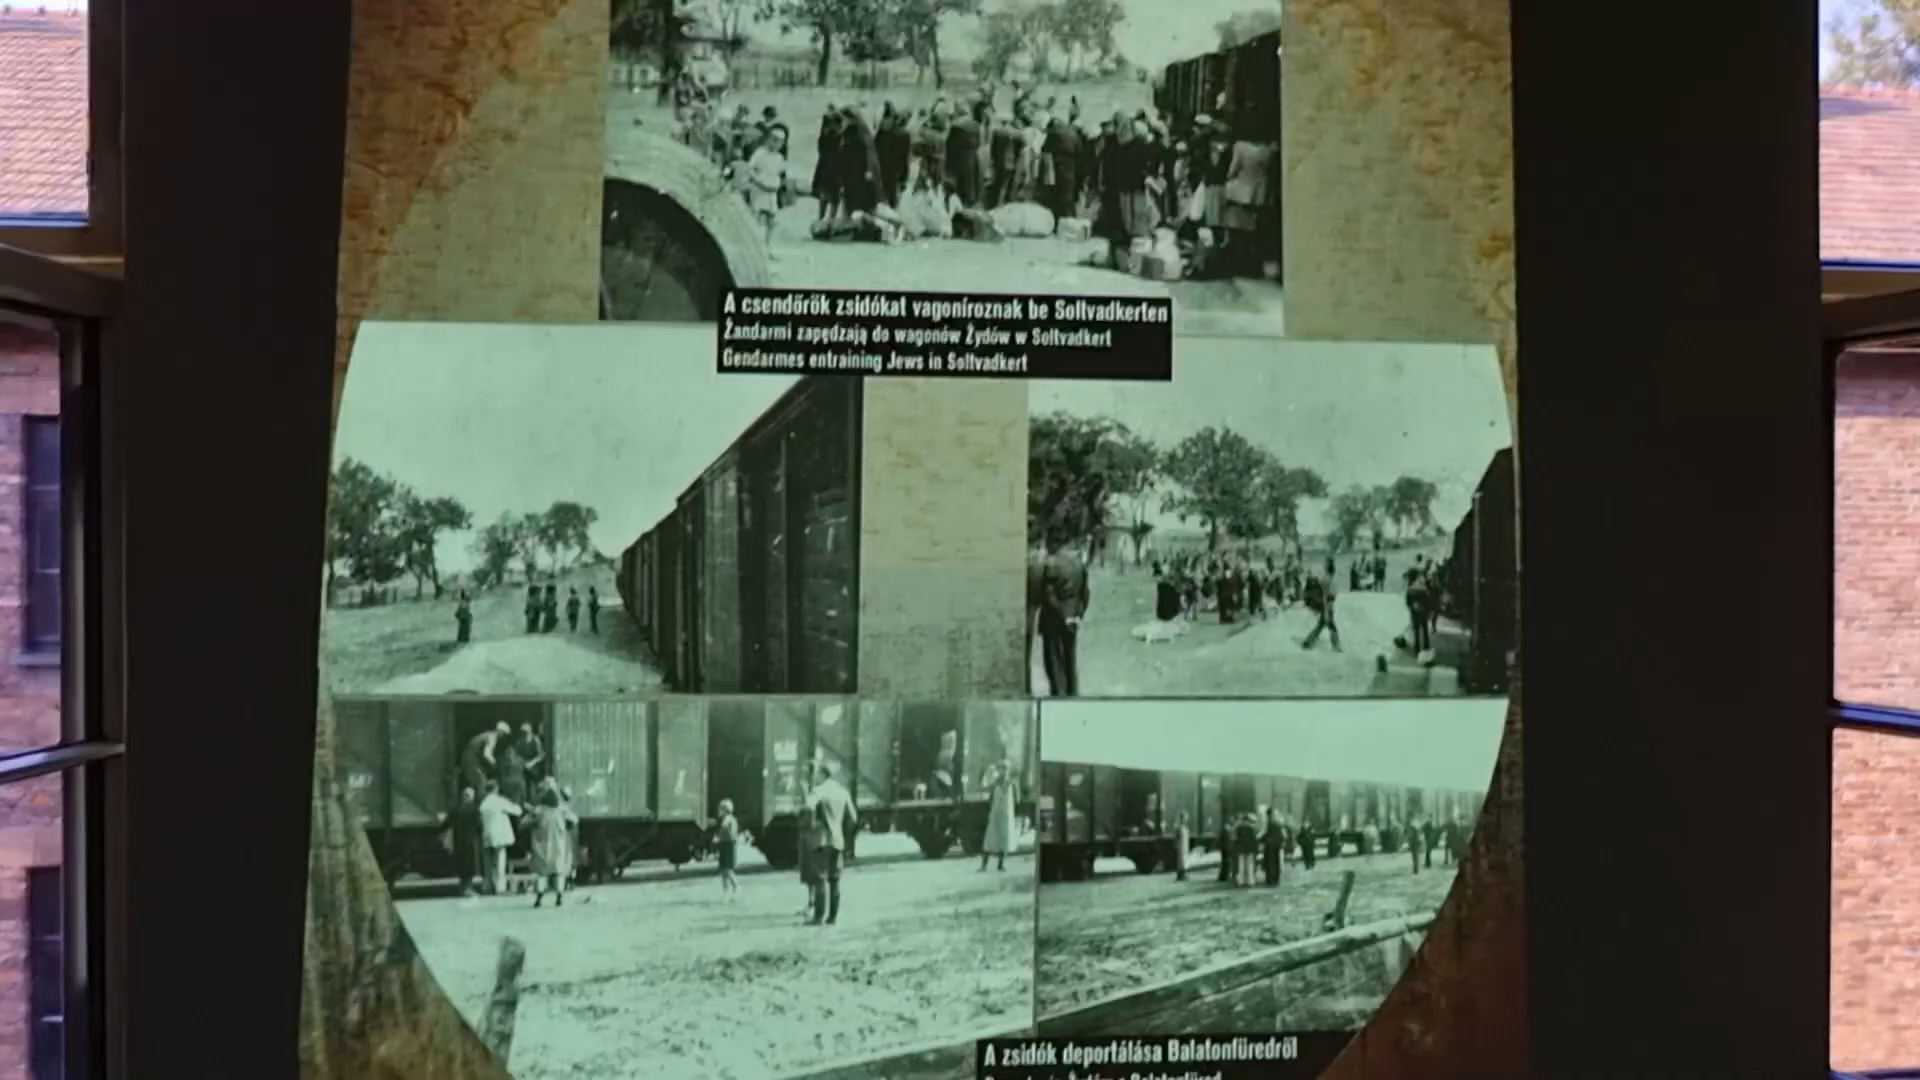 A csendőrök zsidókat vagoníroznak be Soltvadkerten
Żandarmi zapędzają do wagonów Żydów w Soltvadkert
Gendarmes entraining Jews in Soltvadkert
A zsidók deportálása Balatonfüredről